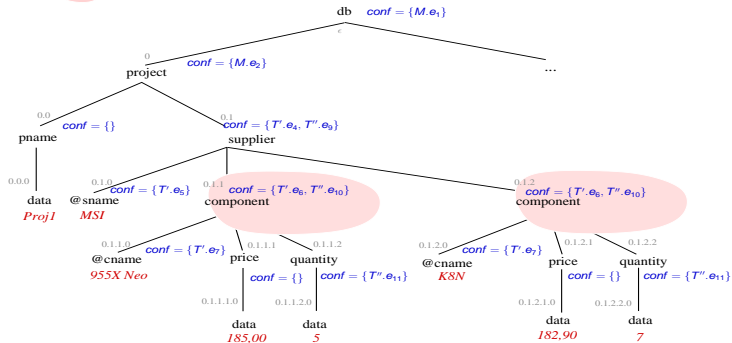 db conf = {M.e₁}
ε
0
project conf = {M.e₂}
...
0.0
pname conf = {}
0.1
conf = {T′.e₄, T″.e₉}
supplier
0.0.0
data
Proj1
0.1.0
conf = {T′.e₅}
@sname
MSI
0.1.1
conf = {T′.e₆, T″.e₁₀}
component
0.1.2
conf = {T′.e₆, T″.e₁₀}
component
0.1.1.0
conf = {T′.e₇}
@cname
955X Neo
0.1.1.1
price
conf = {}
0.1.1.2
quantity
conf = {T″.e₁₁}
0.1.2.0
conf = {T′.e₇}
@cname
K8N
0.1.2.1
price
conf = {}
0.1.2.2
quantity
conf = {T″.e₁₁}
0.1.1.1.0
data
185,00
0.1.1.2.0
data
5
0.1.2.1.0
data
182,90
0.1.2.2.0
data
7